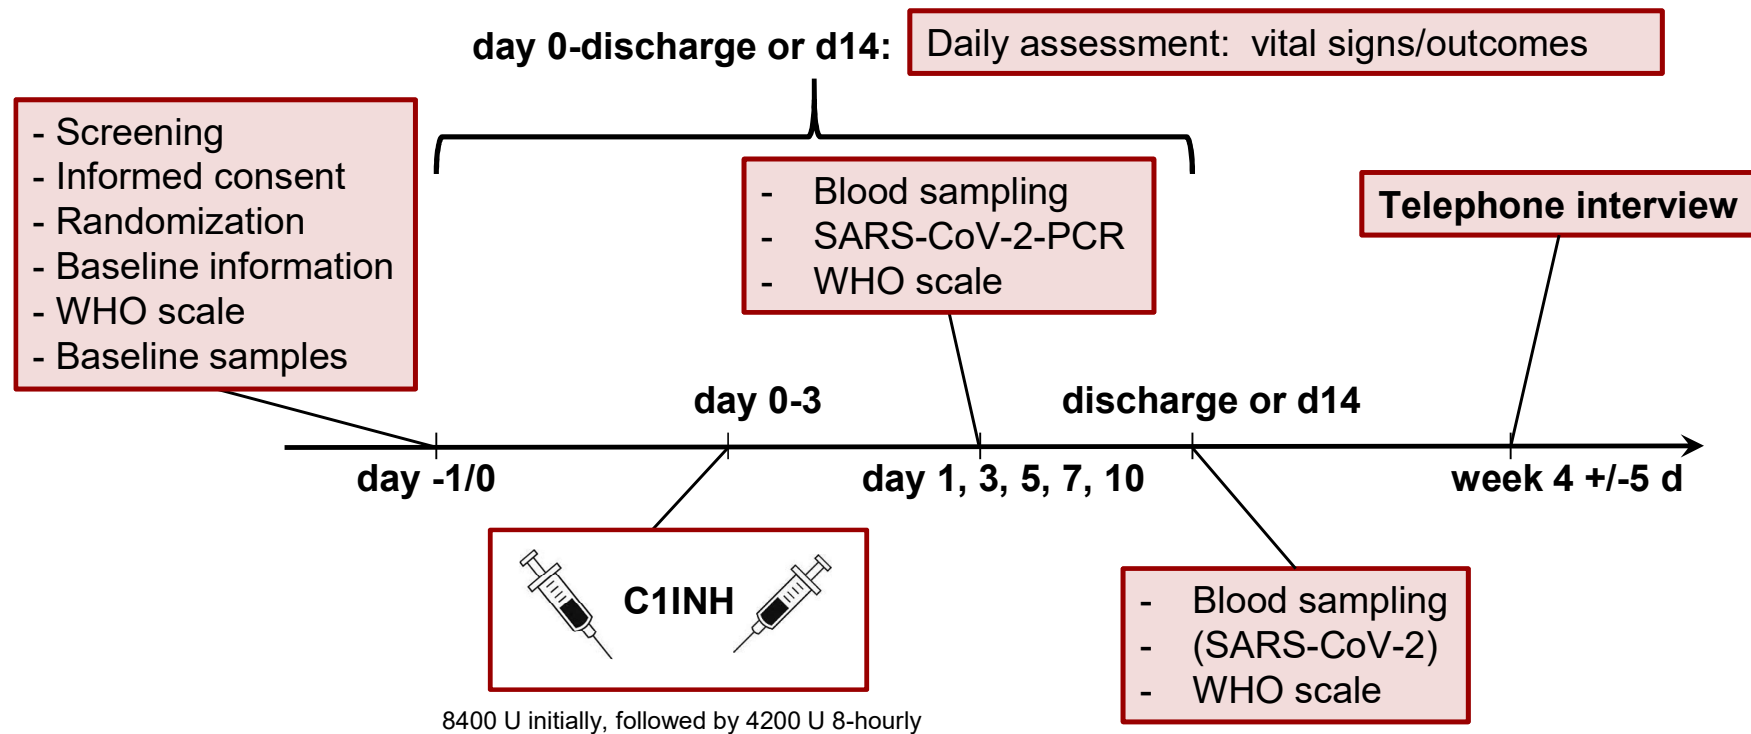 day 0-discharge or d14:
Daily assessment:  vital signs/outcomes
- Screening
- Informed consent
- Randomization
- Baseline information
- WHO scale
- Baseline samples
- Blood sampling
- SARS-CoV-2-PCR
- WHO scale
Telephone interview
day 0-3
discharge or d14
day -1/0
day 1, 3, 5, 7, 10
week 4 +/-5 d
C1INH
8400 U initially, followed by 4200 U 8-hourly
- Blood sampling
- (SARS-CoV-2)
- WHO scale